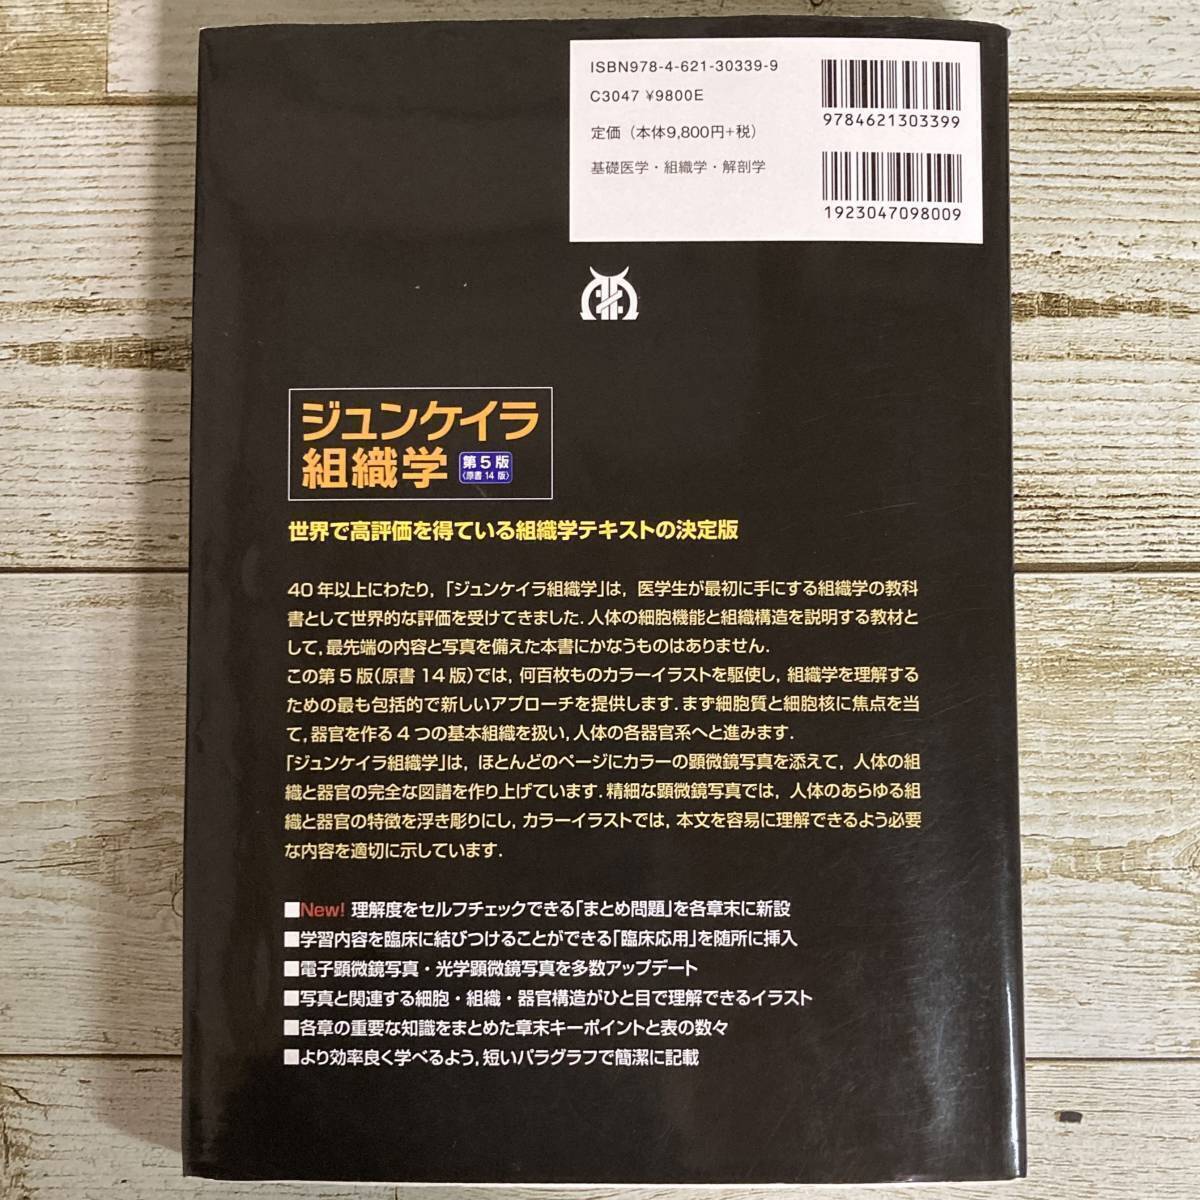 ISBN978-4-621-30339-9
C3047 ¥9800E
定価（本体9,800円+税）
基礎医学・組織学・解剖学
9784621303399
1923047098009
ジュンケイラ
組織学 第5版
〈原書14版〉
世界で高評価を得ている組織学テキストの決定版
40年以上にわたり，「ジュンケイラ組織学」は，医学生が最初に手にする組織学の教科
書として世界的な評価を受けてきました．人体の細胞機能と組織構造を説明する教材と
して，最先端の内容と写真を備えた本書にかなうものはありません．
この第5版（原書14版）では，何百枚ものカラーイラストを駆使し，組織学を理解する
ための最も包括的で新しいアプローチを提供します．まず細胞質と細胞核に焦点を当
て，器官を作る4つの基本組織を扱い，人体の各器官系へと進みます．
「ジュンケイラ組織学」は，ほとんどのページにカラーの顕微鏡写真を添えて，人体の組
織と器官の完全な図譜を作り上げています．精細な顕微鏡写真では，人体のあらゆる組
織と器官の特徴を浮き彫りにし，カラーイラストでは，本文を容易に理解できるよう必要
な内容を適切に示しています．
■New! 理解度をセルフチェックできる「まとめ問題」を各章末に新設
■学習内容を臨床に結びつけることができる「臨床応用」を随所に挿入
■電子顕微鏡写真・光学顕微鏡写真を多数アップデート
■写真と関連する細胞・組織・器官構造がひと目で理解できるイラスト
■各章の重要な知識をまとめた章末キーポイントと表の数々
■より効率良く学べるよう，短いパラグラフで簡潔に記載